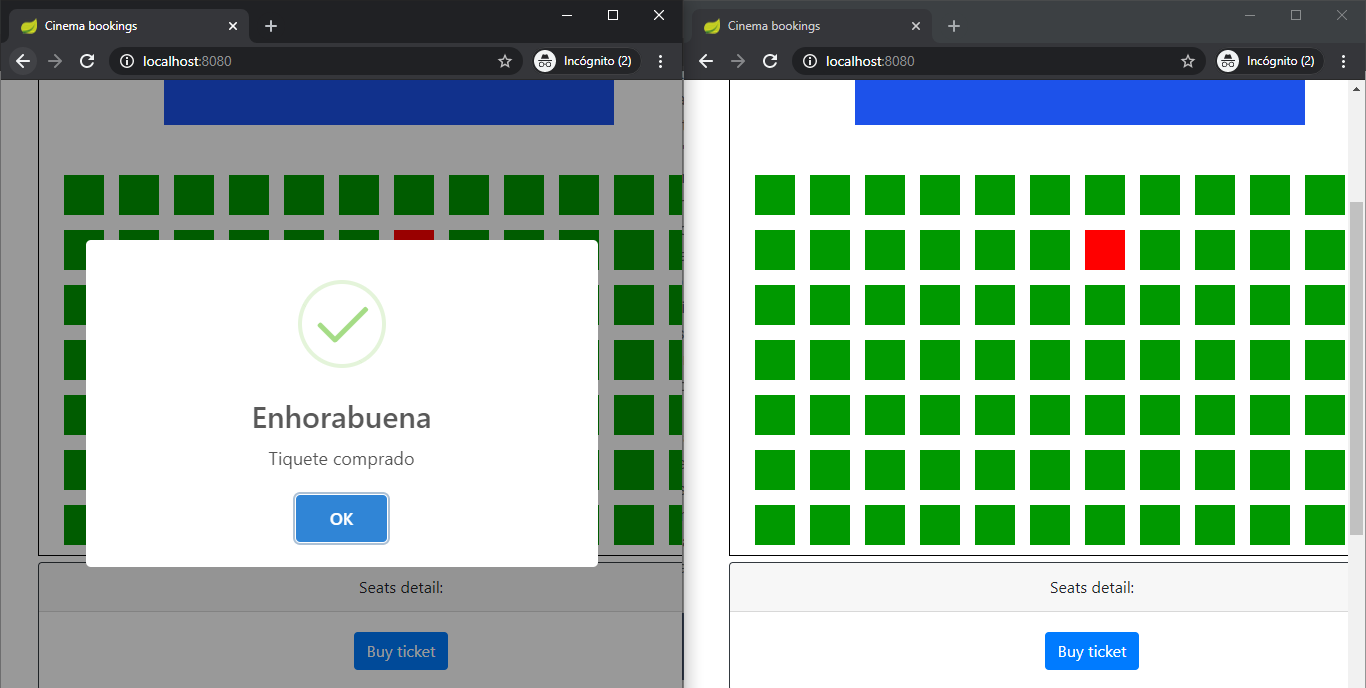 Cinema bookings
localhost:8080
Incógnito (2)
Enhorabuena
Tiquete comprado
OK
Seats detail:
Buy ticket
Cinema bookings
localhost:8080
Incógnito (2)
Seats detail:
Buy ticket